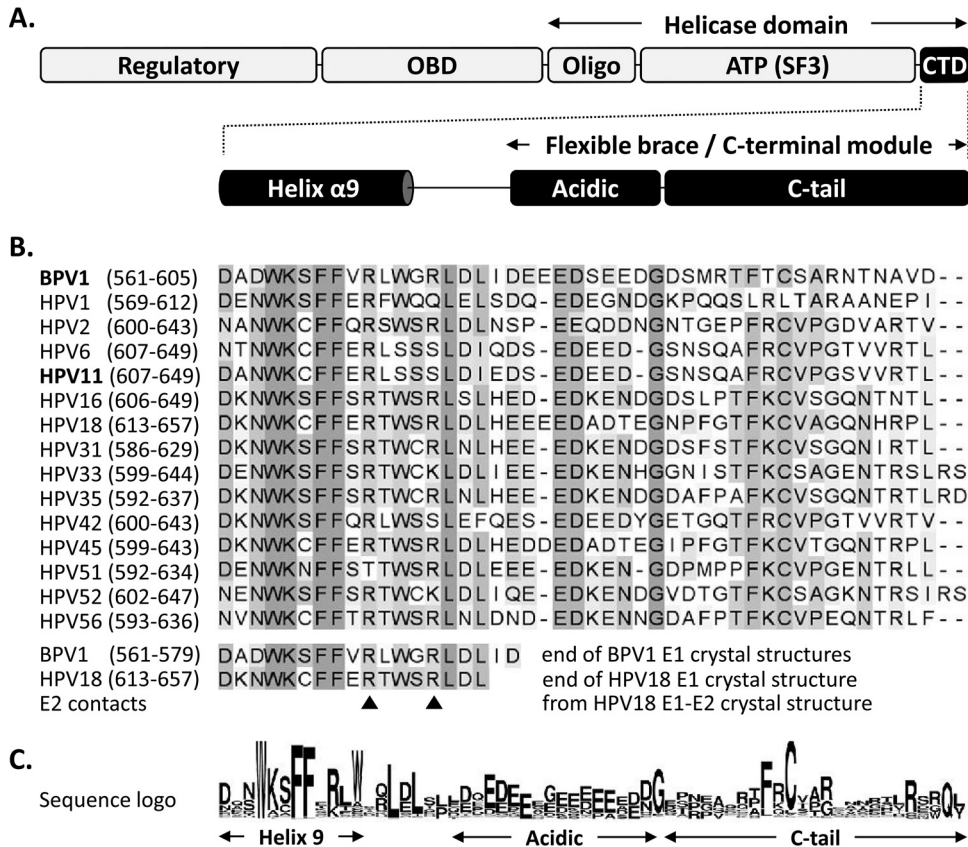 A.
Helicase domain
Regulatory OBD Oligo ATP (SF3) CTD
Flexible brace / C-terminal module
Helix α9 Acidic C-tail
B.
BPV1 (561-605) DADWKSFFVRLWGRLDLIDEEEDSEEDGDSMRTFTCSARNTNAVD--
HPV1 (569-612) DENWKSFFERFWQQLELSDQ-EDEGNDGKPQQSLRLTARAANEPI--
HPV2 (600-643) NANWKCFFQRSWSRLDLNSP-EEQDDNGNTGEPFRCVPGDVARTV--
HPV6 (607-649) NTNWKCFFERLSSSLDIQDS-EDEED-GSNSQAFRCVPGTVVRTL--
HPV11 (607-649) DANWKCFFERLSSSLDIEDS-EDEED-GSNSQAFRCVPGSVVRTL--
HPV16 (606-649) DKNWKSFFSRTWSRLSLHED-EDKENDGDSLPTFKCVSGQNTNTL--
HPV18 (613-657) DKNWKCFFERTWSRLDLHEEEEDADTEGNPFGTFKCVAGQNHRPL--
HPV31 (586-629) DKNWKSFFSRTWCRLNLHEE-EDKENDGDSFSTFKCVSGQNTRTL--
HPV33 (599-644) DENWKSFFSRTWCKLDLIEE-EDKENHGGNISTFKCSAGENTRSLRS
HPV35 (592-637) DKNWKSFFSRTWCRLNLHEE-EDKENDGDAFPAFKCVSGQNTRTLRD
HPV42 (600-643) DKNWKSFFQRLWSSLEFQES-EDEEDYGETGQTFRCVPGTVVRTV--
HPV45 (599-643) DKNWKCFFERTWSRLDLHEDDEDADTEGIPFGTFKCVTGQNTRPL--
HPV51 (592-634) DENWKNFFSTTWSRLDLEEE-EDKEN-GDPMPPFKCVPGENTRLL--
HPV52 (602-647) NENWKSFFSRTWCKLDLIQE-EDKENDGVDTGTFKCSAGKNTRSIRS
HPV56 (593-636) NVNWKSFFTRTWSRLNLDND-EDKENNGDAFPTFKCVPGQNTRLF--
BPV1 (561-579) DADWKSFFVRLWGRLDLID end of BPV1 E1 crystal structures
HPV18 (613-657) DKNWKCFFERTWSRLDL end of HPV18 E1 crystal structure
E2 contacts from HPV18 E1-E2 crystal structure
C.
Sequence logo
Helix 9 Acidic C-tail